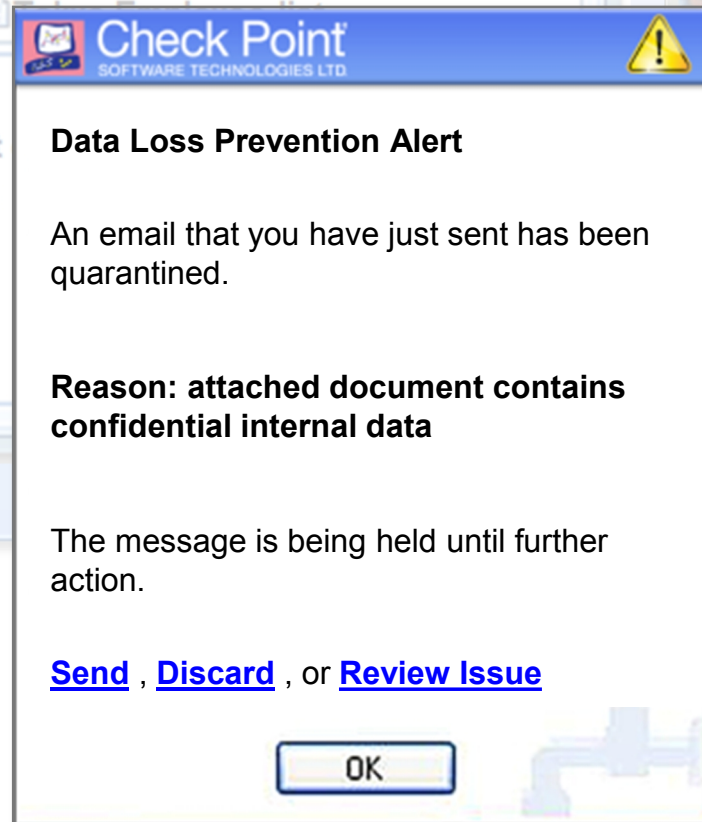 Check Point
SOFTWARE TECHNOLOGIES LTD.
Data Loss Prevention Alert
An email that you have just sent has been
quarantined.
Reason: attached document contains
confidential internal data
The message is being held until further
action.
Send , Discard , or Review Issue
OK